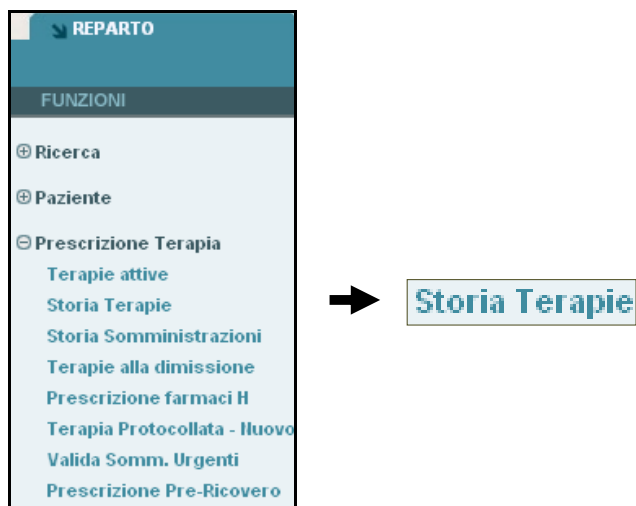 REPARTO
FUNZIONI
Ricerca
Paziente
Prescrizione Terapia
Terapie attive
Storia Terapie
Storia Somministrazioni
Terapie alla dimissione
Prescrizione farmaci H
Terapia Protocollata - Nuovo
Valida Somm. Urgenti
Prescrizione Pre-Ricovero
Storia Terapie